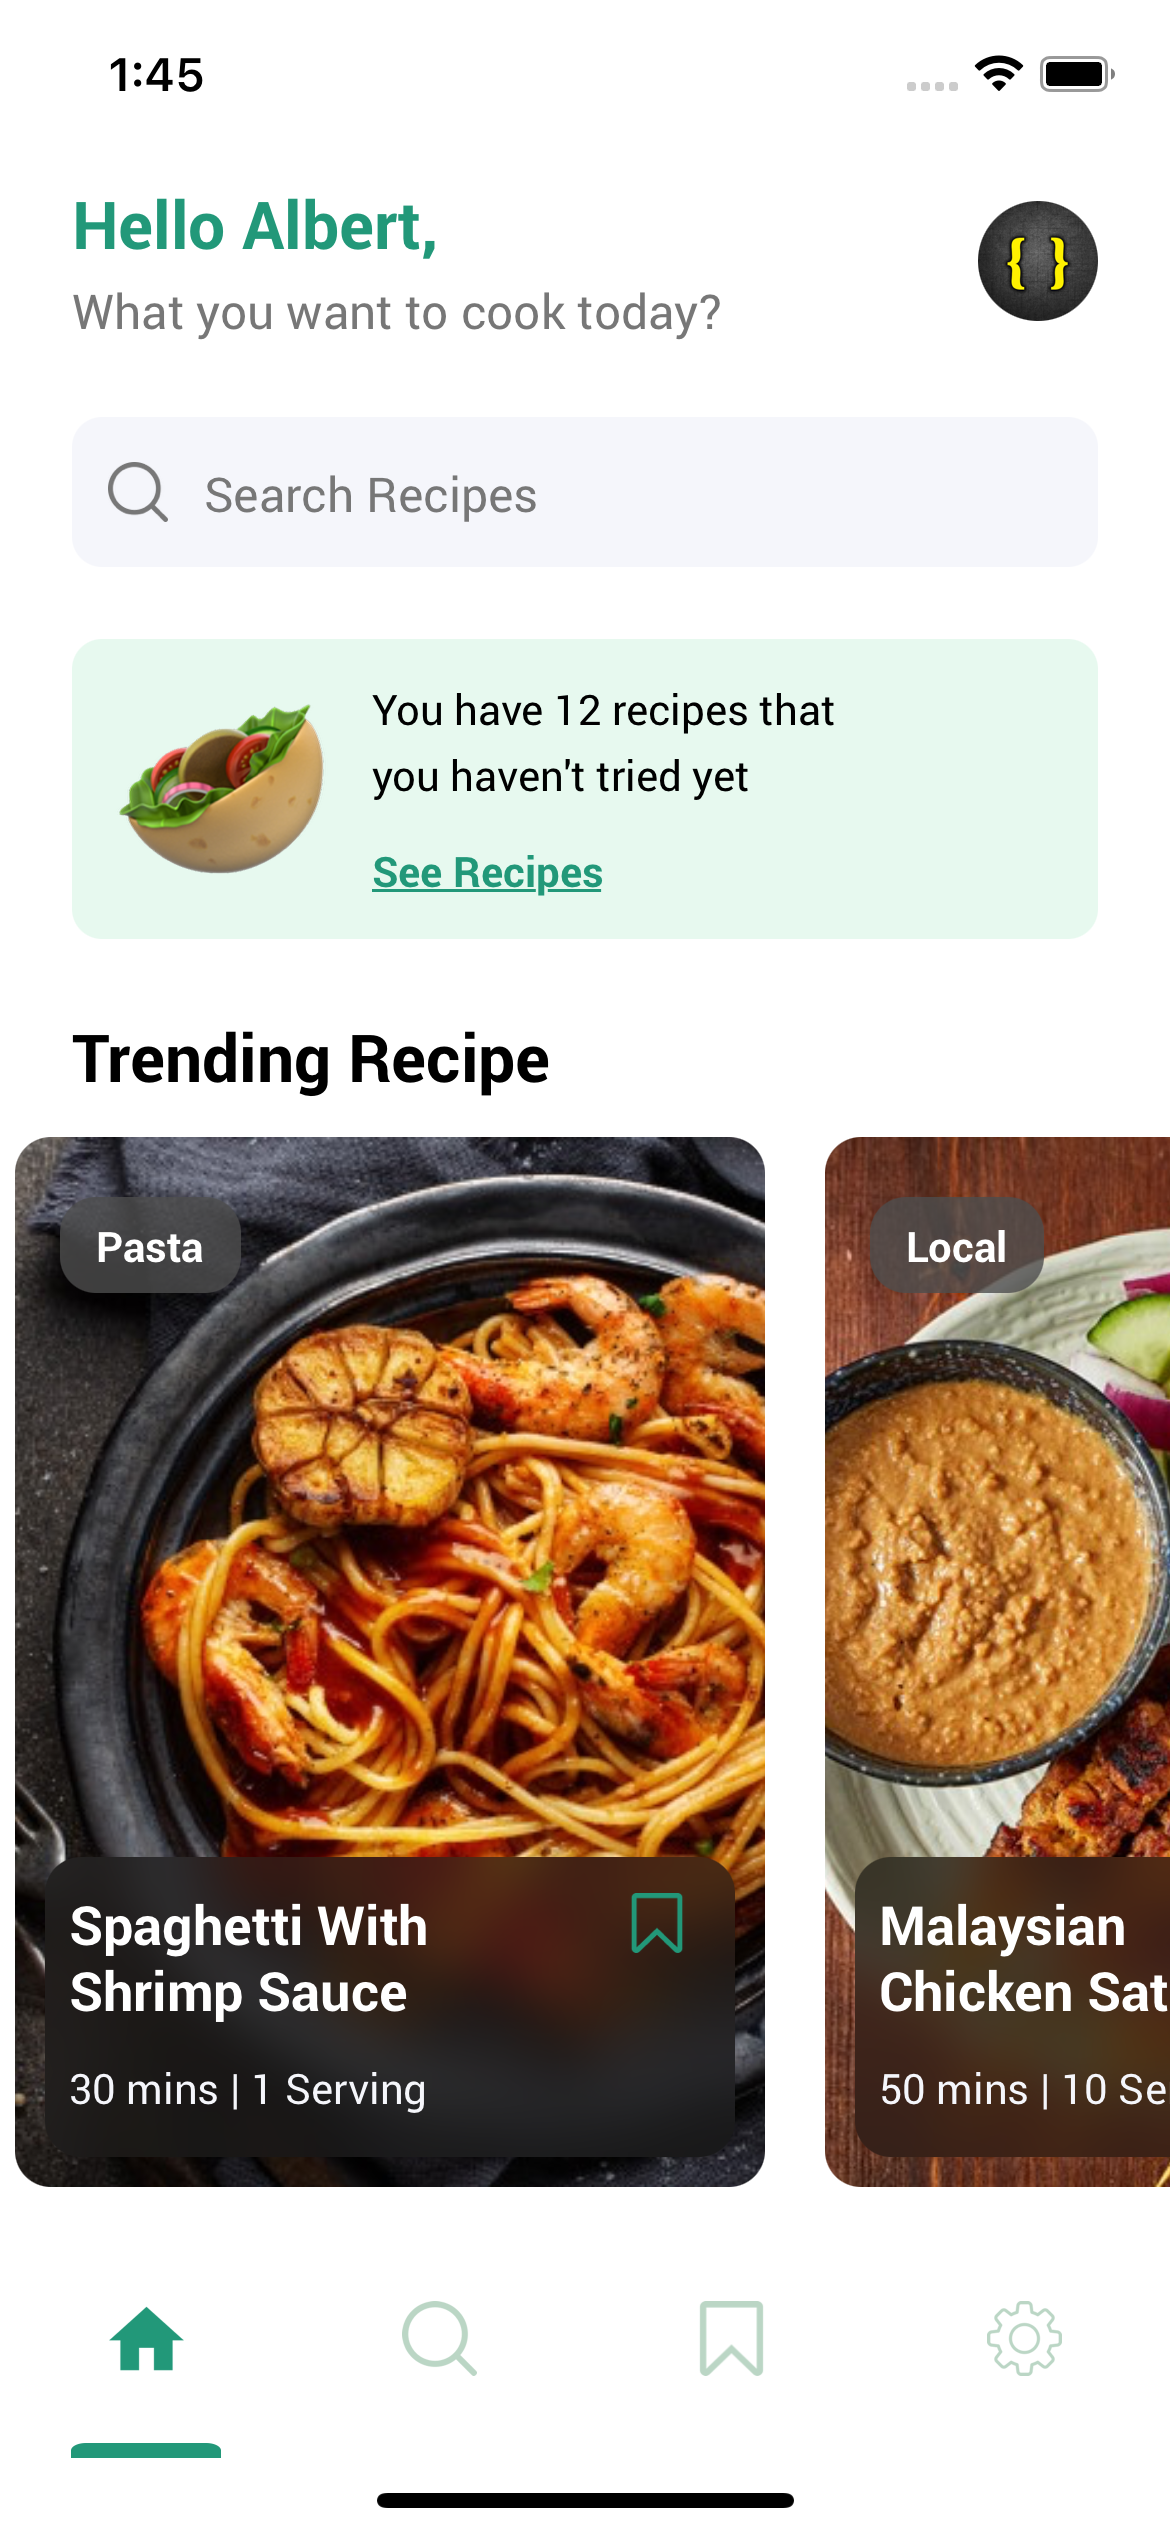 1:45
Hello Albert,
{ }
What you want to cook today?
Search Recipes
You have 12 recipes that
you haven't tried yet
See Recipes
Trending Recipe
Pasta
Local
Spaghetti With
Shrimp Sauce
30 mins | 1 Serving
Malaysian
Chicken Sat
50 mins | 10 Se